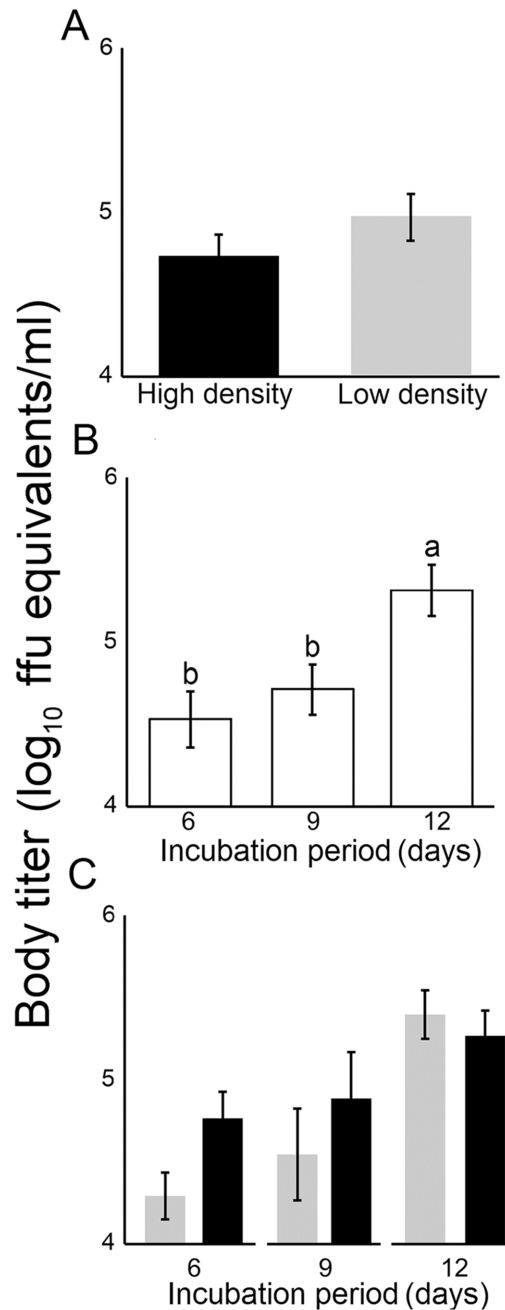 Body titer (log₁₀ ffu equivalents/ml)
A
6
5
4
High density Low density
B
6
5
4
b b a
6 9 12
Incubation period (days)
C
6
5
4
6 9 12
Incubation period (days)